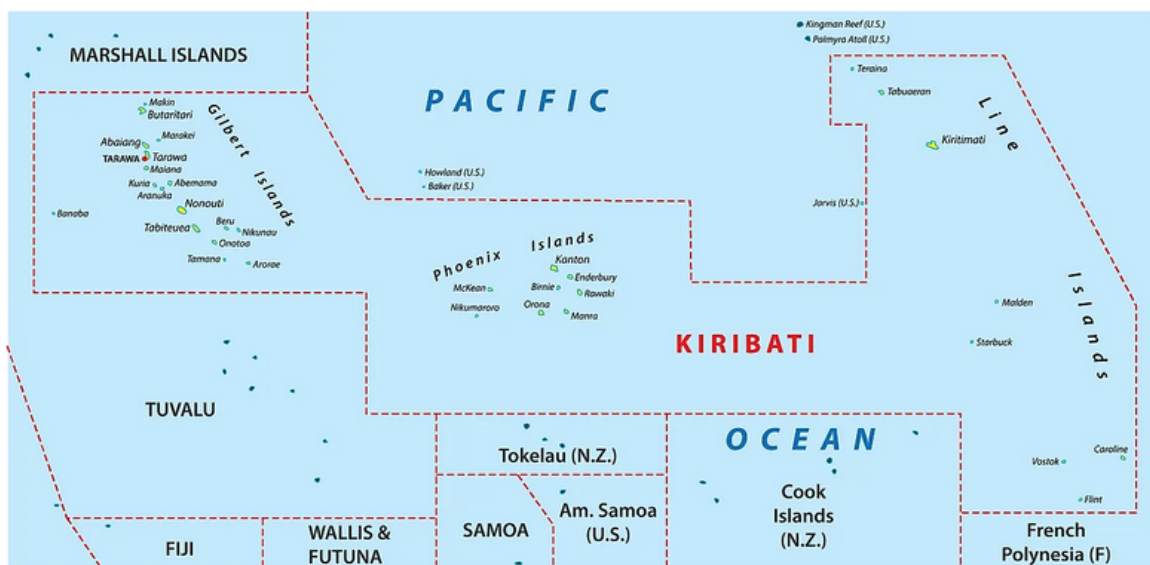 Kingman Reef (U.S.)
Palmyra Atoll (U.S.)
MARSHALL ISLANDS
Teraina
Tabuaeran
PACIFIC
Line
Makin
Butaritari
Gilbert Islands
Marakei
Abaiang
TARAWA
Tarawa
Maiana
Kiritimati
Howland (U.S.)
Baker (U.S.)
Kuria
Abemama
Aranuka
Nonouti
Banaba
Jarvis (U.S.)
Beru
Tabiteuea
Nikunau
Onotoa
Tamana
Arorae
Phoenix Islands
Kanton
Enderbury
McKean
Birnie
Rawaki
Nikumaroro
Orona
Manra
Malden
Islands
Starbuck
KIRIBATI
TUVALU
OCEAN
Tokelau (N.Z.)
Caroline
Vostok
Flint
Cook
Islands
(N.Z.)
Am. Samoa
(U.S.)
SAMOA
WALLIS &
FUTUNA
FIJI
French
Polynesia (F)